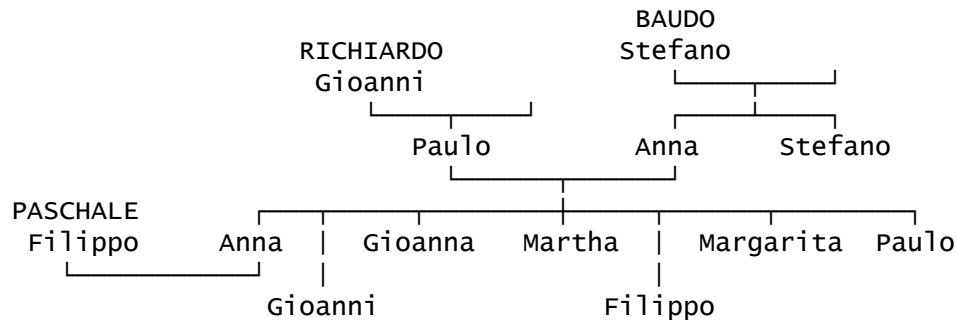 BAUDO
RICHIARDO Stefano
Gioanni
Paulo Anna Stefano
PASCHALE
Filippo Anna Gioanna Martha Margarita Paulo
Gioanni Filippo